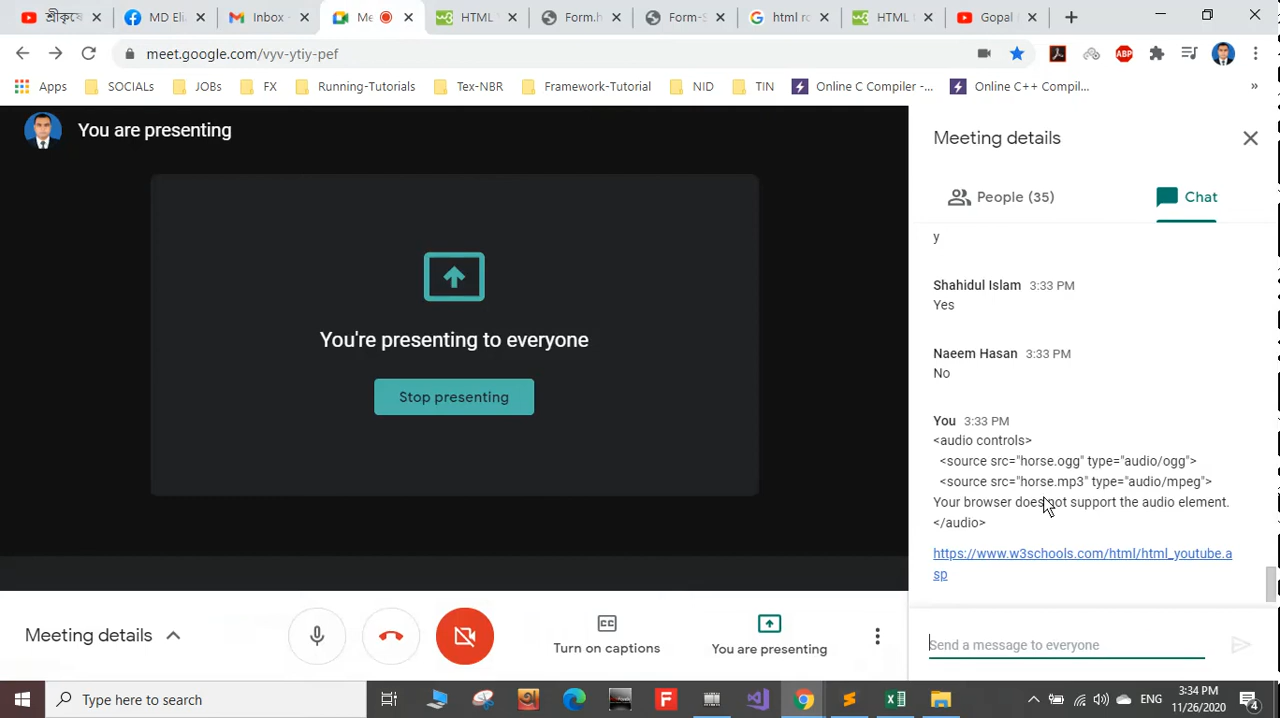 শ্রীকৃষ্ণে
MD Eli
Inbox
Me
HTML
Form.h
Form-S
html ro
HTML
Gopal
meet.google.com/vyv-ytiy-pef
Apps
SOCIALs
JOBs
FX
Running-Tutorials
Tex-NBR
Framework-Tutorial
NID
TIN
Online C Compiler -...
Online C++ Compil...
You are presenting
You're presenting to everyone
Stop presenting
Meeting details
People (35)
Chat
y
Shahidul Islam 3:33 PM
Yes
Naeem Hasan 3:33 PM
No
You 3:33 PM
<audio controls>
<source src="horse.ogg" type="audio/ogg">
<source src="horse.mp3" type="audio/mpeg">
Your browser does not support the audio element.
</audio>
https://www.w3schools.com/html/html_youtube.a
sp
Send a message to everyone
Meeting details
Turn on captions
You are presenting
Type here to search
ENG
3:34 PM
11/26/2020
4